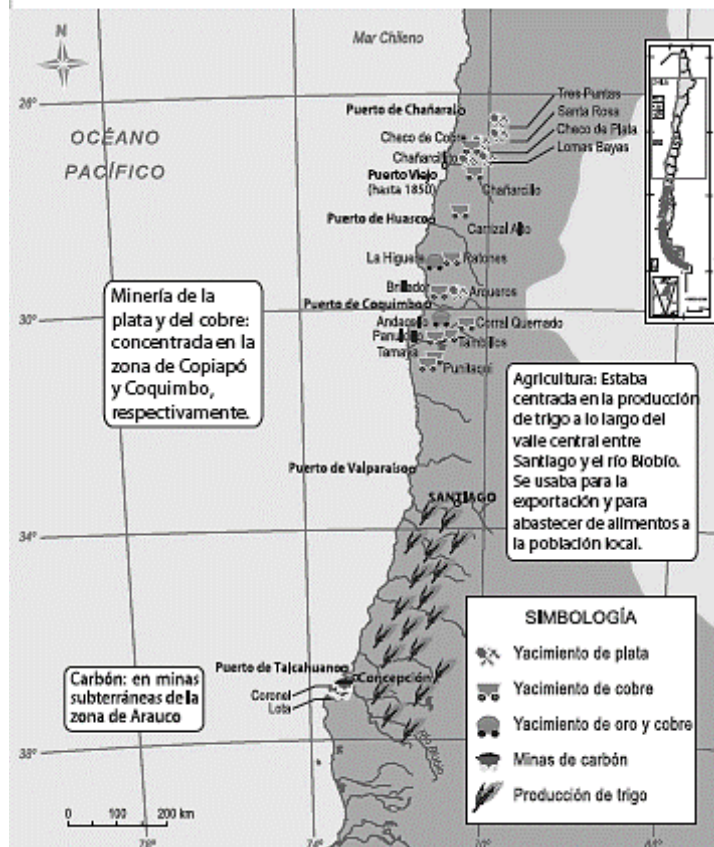 Mar Chileno
26°
OCÉANO
PACÍFICO
Puerto de Chañaral
Tres Puntas
Santa Rosa
Checo de Cobre
Checo de Plata
Chañarcillito
Lomas Bayas
Puerto Viejo
(hasta 1850)
Chañarcillo
Puerto de Huasco
Carrizal Alto
La Higuera
Ratones
Brillador
Arqueros
Puerto de Coquimbo
30°
Minería de la
plata y del cobre:
concentrada en la
zona de Copiapó
y Coquimbo,
respectivamente.
Andacollo
Corral Quemado
Panulcillo
Tambillos
Tamaya
Punitaqui
Agricultura: Estaba
centrada en la producción
de trigo a lo largo del
valle central entre
Santiago y el río Biobío.
Se usaba para la
exportación y para
abastecer de alimentos a
la población local.
Puerto de Valparaíso
SANTIAGO
34°
Puerto de Talcahuano
Concepción
Coronel
Lota
Carbón: en minas
subterráneas de la
zona de Arauco
38°
SIMBOLOGÍA
Yacimiento de plata
Yacimiento de cobre
Yacimiento de oro y cobre
Minas de carbón
Producción de trigo
0 100 200 km
78°
74°
70°